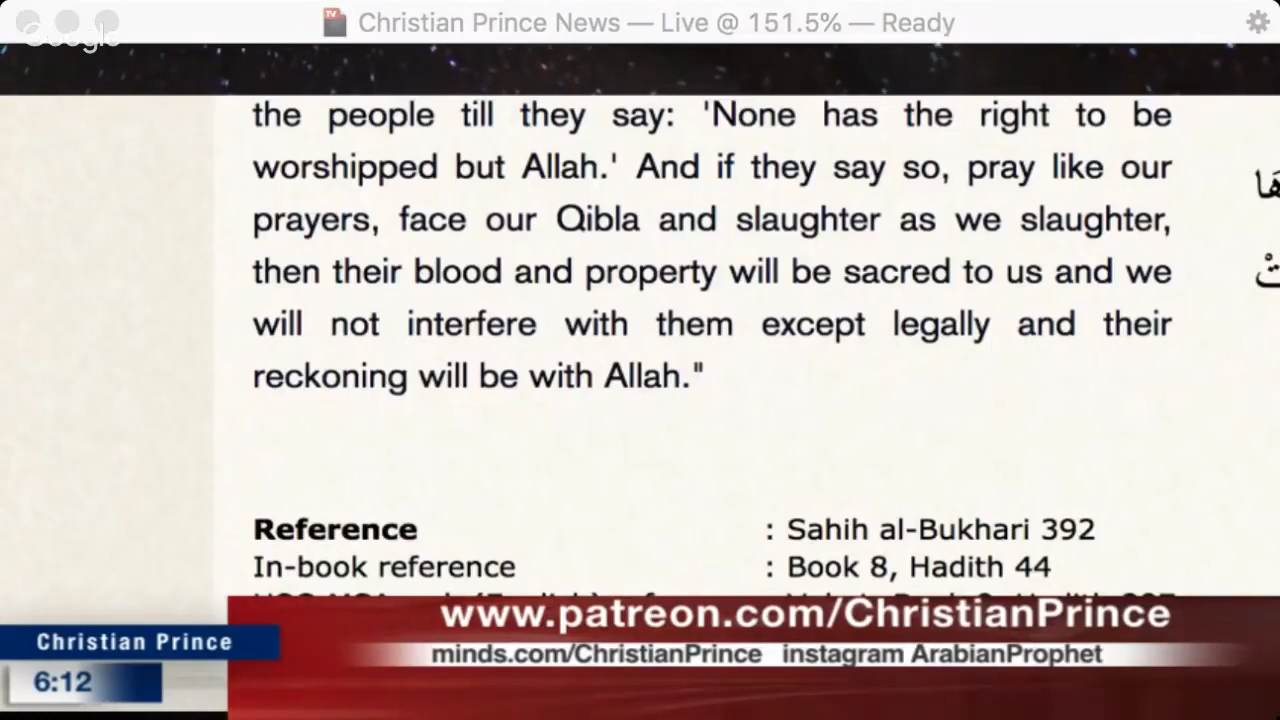 Christian Prince News — Live @ 151.5% — Ready
Google
the people till they say: 'None has the right to be
worshipped but Allah.' And if they say so, pray like our
prayers, face our Qibla and slaughter as we slaughter,
then their blood and property will be sacred to us and we
will not interfere with them except legally and their
reckoning will be with Allah."
Reference : Sahih al-Bukhari 392
In-book reference : Book 8, Hadith 44
www.patreon.com/ChristianPrince
Christian Prince
minds.com/ChristianPrince instagram ArabianProphet
6:12